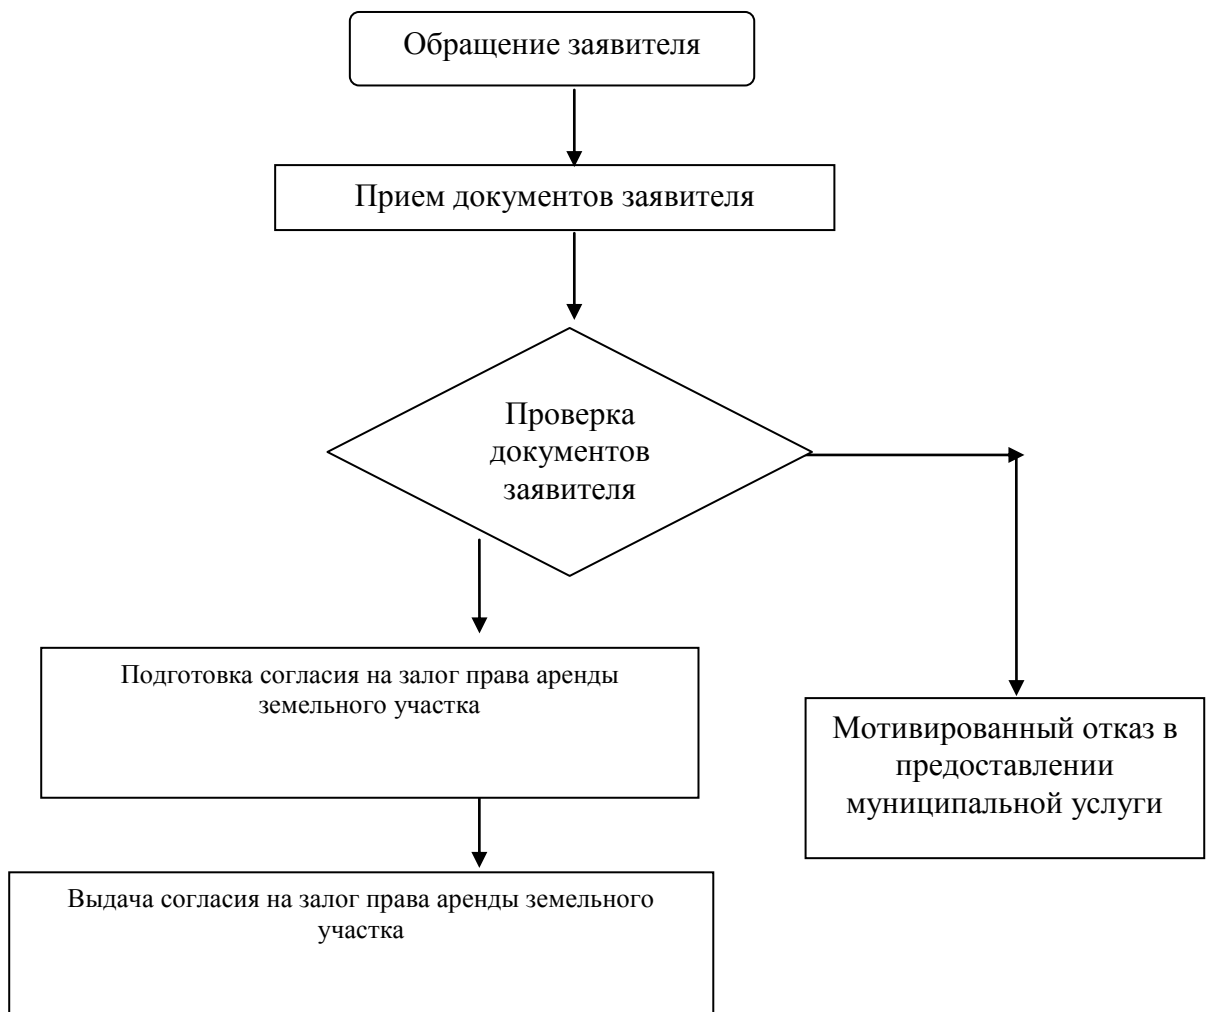 Обращение заявителя
Прием документов заявителя
Проверка
документов
заявителя
Подготовка согласия на залог права аренды
земельного участка
Мотивированный отказ в
предоставлении
муниципальной услуги
Выдача согласия на залог права аренды земельного
участка